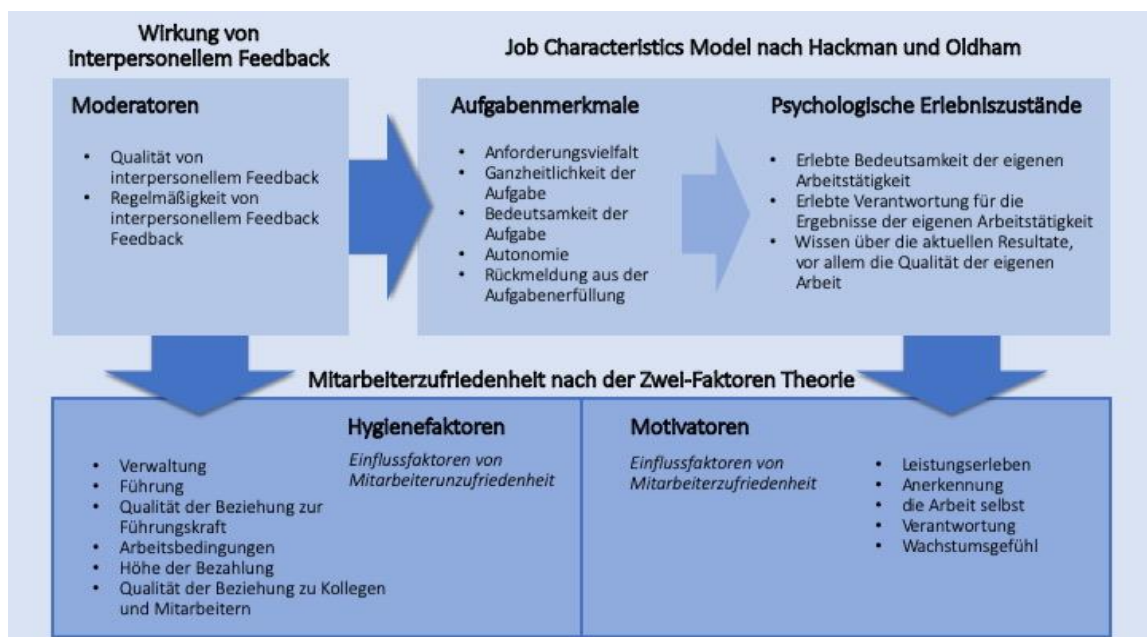 Wirkung von
interpersonellem Feedback
Job Characteristics Model nach Hackman und Oldham
Moderatoren
• Qualität von
interpersonellem Feedback
• Regelmäßigkeit von
interpersonellem Feedback
Feedback
Aufgabenmerkmale
• Anforderungsvielfalt
• Ganzheitlichkeit der
Aufgabe
• Bedeutsamkeit der
Aufgabe
• Autonomie
• Rückmeldung aus der
Aufgabenerfüllung
Psychologische Erlebniszustände
• Erlebte Bedeutsamkeit der eigenen
Arbeitstätigkeit
• Erlebte Verantwortung für die
Ergebnisse der eigenen Arbeitstätigkeit
• Wissen über die aktuellen Resultate,
vor allem die Qualität der eigenen
Arbeit
Mitarbeiterzufriedenheit nach der Zwei-Faktoren Theorie
Hygienefaktoren
Einflussfaktoren von
Mitarbeiterunzufriedenheit
• Verwaltung
• Führung
• Qualität der Beziehung zur
Führungskraft
• Arbeitsbedingungen
• Höhe der Bezahlung
• Qualität der Beziehung zu Kollegen
und Mitarbeitern
Motivatoren
Einflussfaktoren von
Mitarbeiterzufriedenheit
• Leistungserleben
• Anerkennung
• die Arbeit selbst
• Verantwortung
• Wachstumsgefühl